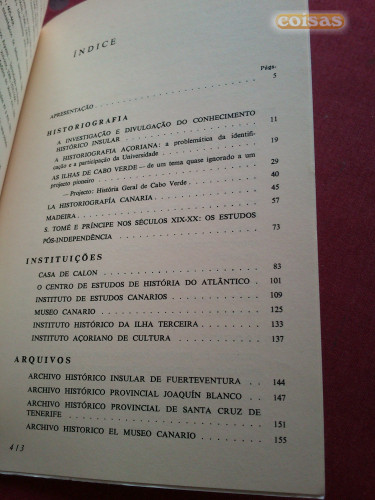 coisas
ÍNDICE
Págs.
APRESENTAÇÃO 5
HISTORIOGRAFIA
A INVESTIGAÇÃO E DIVULGAÇÃO DO CONHECIMENTO
HISTÓRICO INSULAR 11
A HISTORIOGRAFIA AÇORIANA: a problemática da identifi-
cação e a participação da Universidade 19
AS ILHAS DE CABO VERDE — de um tema quase ignorado a um
projecto pioneiro 29
— Projecto: História Geral de Cabo Verde 40
LA HISTORIOGRAFÍA CANARIA 45
MADEIRA 57
S. TOMÉ E PRÍNCIPE NOS SÉCULOS XIX-XX: OS ESTUDOS
PÓS-INDEPENDÊNCIA 73
INSTITUIÇÕES
CASA DE CALON 83
O CENTRO DE ESTUDOS DE HISTÓRIA DO ATLÂNTICO 101
INSTITUTO DE ESTUDOS CANARIOS 109
MUSEO CANARIO 125
INSTITUTO HISTÓRICO DA ILHA TERCEIRA 133
INSTITUTO AÇORIANO DE CULTURA 137
ARQUIVOS
ARCHIVO HISTÓRICO INSULAR DE FUERTEVENTURA 144
ARCHIVO HISTÓRICO PROVINCIAL JOAQUÍN BLANCO 147
ARCHIVO HISTÓRICO PROVINCIAL DE SANTA CRUZ DE
TENERIFE 151
ARCHIVO HISTORICO EL MUSEO CANARIO 155
413